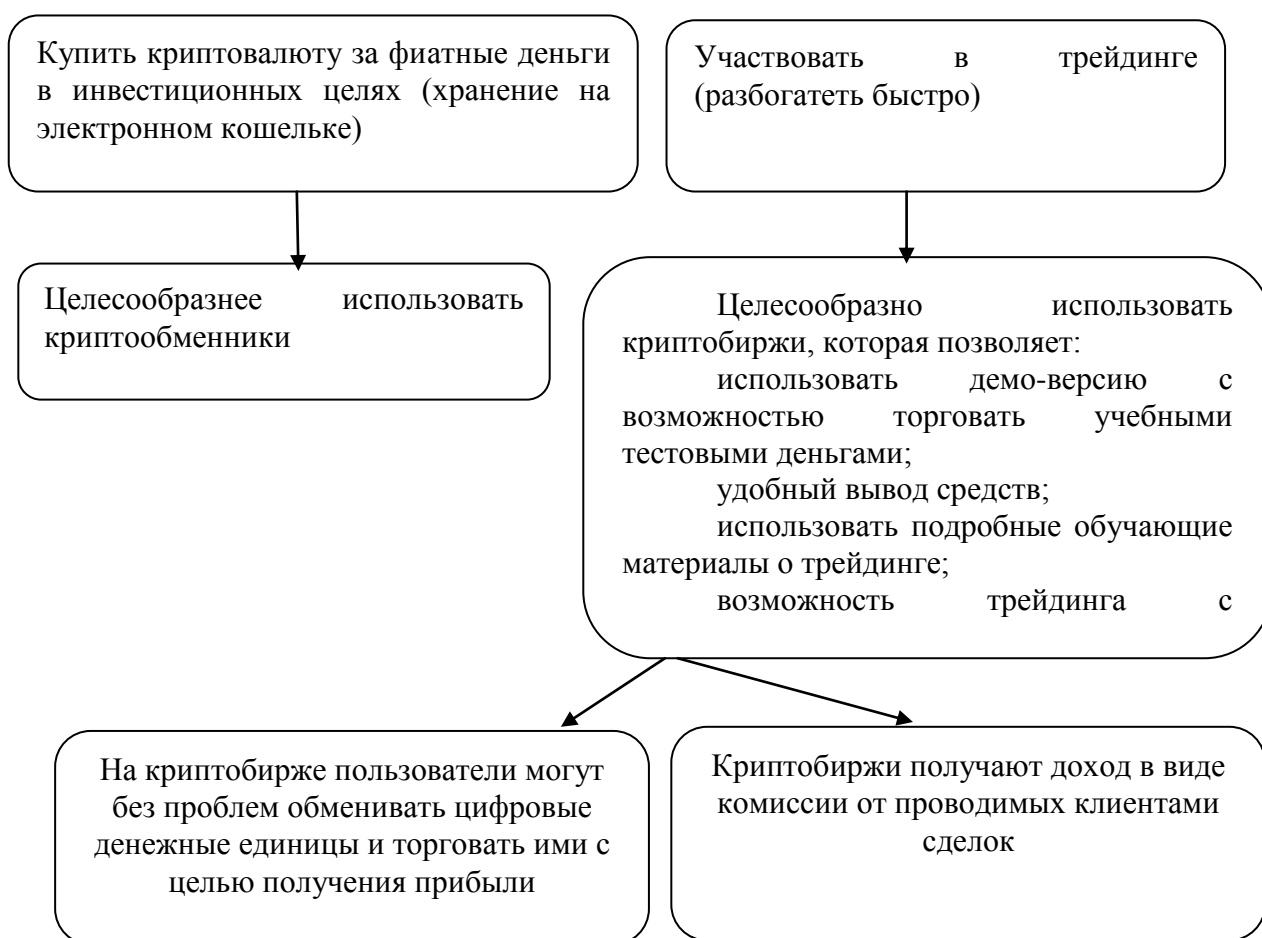 Купить криптовалюту за фиатные деньги
в инвестиционных целях (хранение на
электронном кошельке)
Участвовать в трейдинге
(разбогатеть быстро)
Целесообразнее использовать
криптообменники
Целесообразно использовать
криптобиржи, которая позволяет:
использовать демо-версию с
возможностью торговать учебными
тестовыми деньгами;
удобный вывод средств;
использовать подробные обучающие
материалы о трейдинге;
возможность трейдинга с
На криптобирже пользователи могут
без проблем обменивать цифровые
денежные единицы и торговать ими с
целью получения прибыли
Криптобиржи получают доход в виде
комиссии от проводимых клиентами
сделок